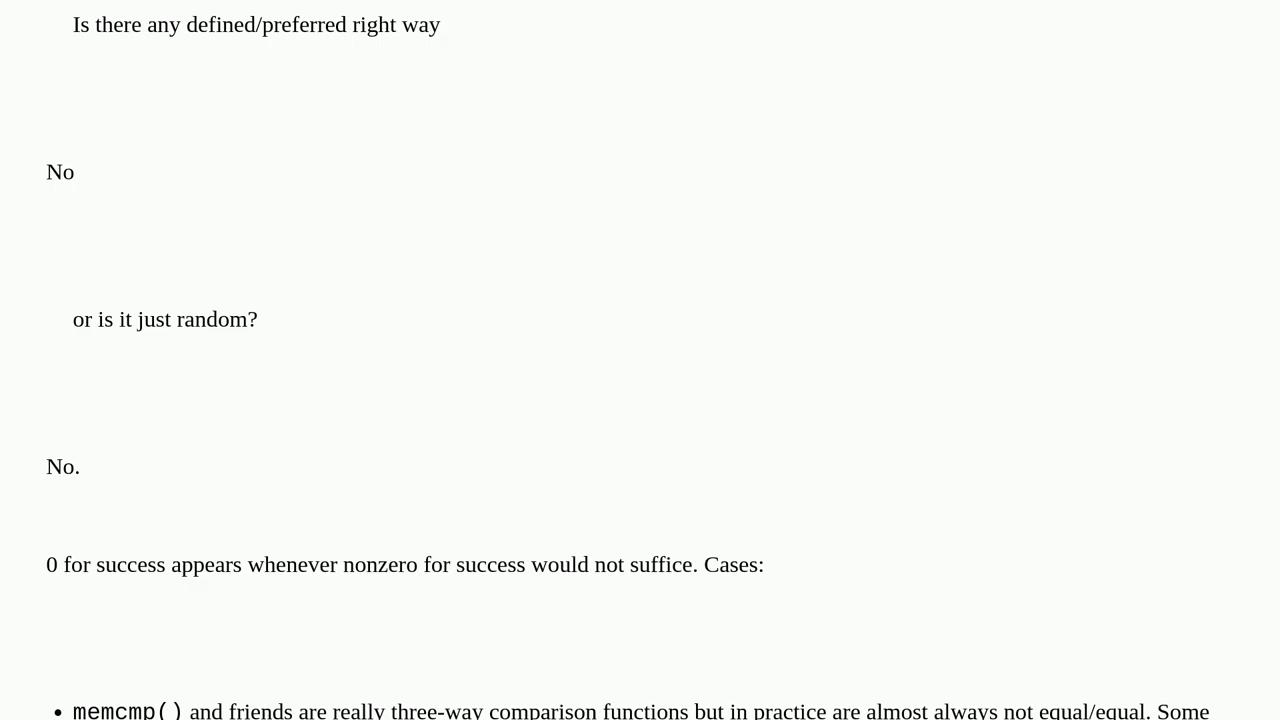 Is there any defined/preferred right way
No
or is it just random?
No.
0 for success appears whenever nonzero for success would not suffice. Cases:
• memcmp() and friends are really three-way comparison functions but in practice are almost always not equal/equal. Some